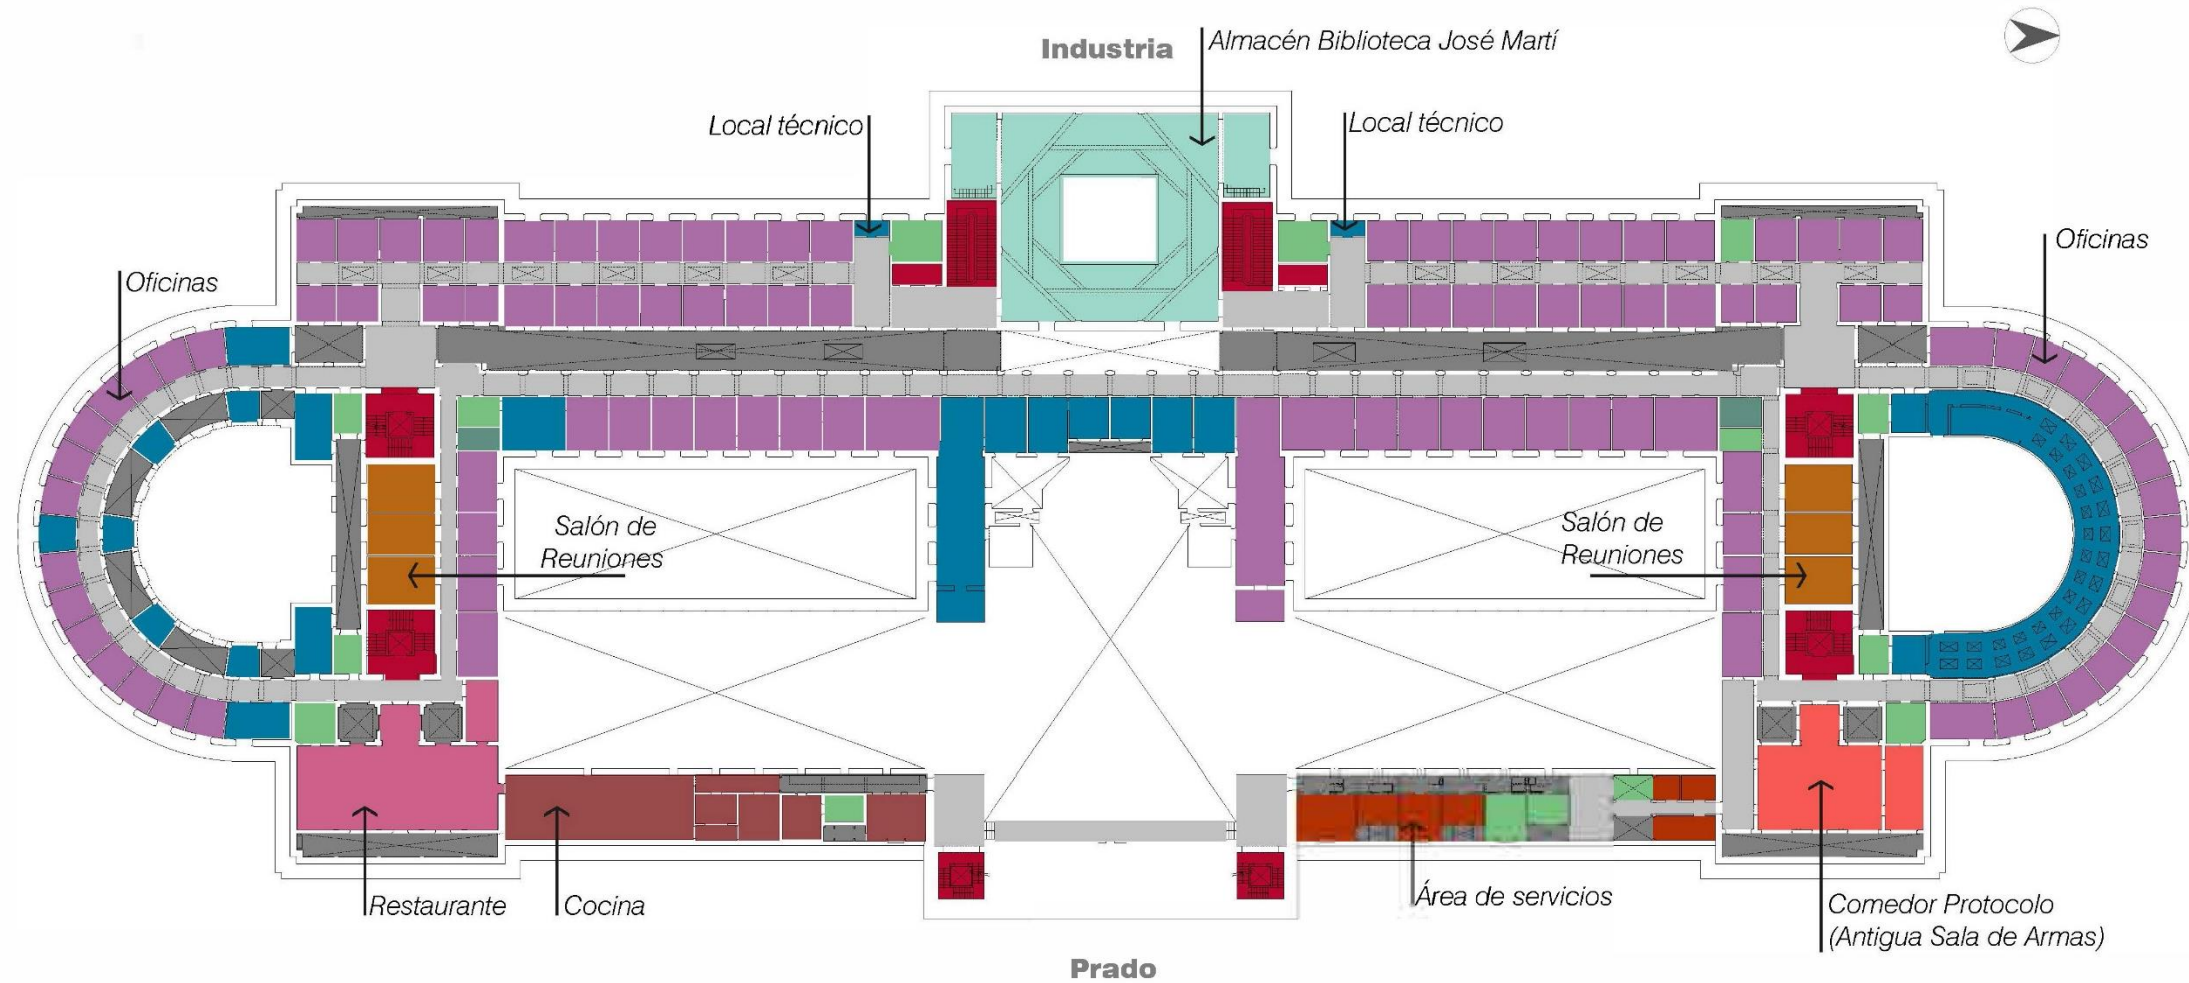 Industria
Almacén Biblioteca José Martí
Local técnico
Local técnico
Oficinas
Oficinas
Salón de
Reuniones
Salón de
Reuniones
Restaurante
Cocina
Área de servicios
Comedor Protocolo
(Antigua Sala de Armas)
Prado